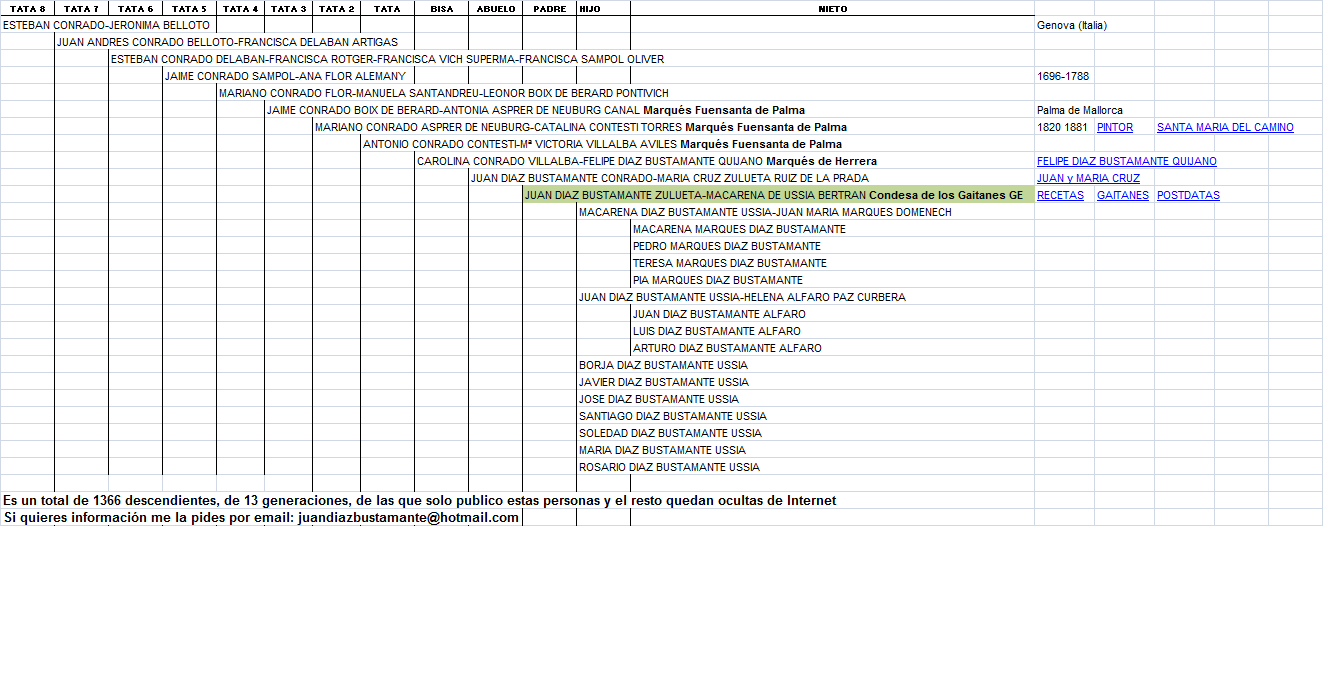 TATA 8 TATA 7 TATA 6 TATA 5 TATA 4 TATA 3 TATA 2 TATA BISA ABUELO PADRE HIJO NIETO
ESTEBAN CONRADO-JERONIMA BELLOTO Genova (Italia)
JUAN ANDRES CONRADO BELLOTO-FRANCISCA DELABAN ARTIGAS
ESTEBAN CONRADO DELABAN-FRANCISCA ROTGER-FRANCISCA VICH SUPERMA-FRANCISCA SAMPOL OLIVER
JAIME CONRADO SAMPOL-ANA FLOR ALEMANY 1696-1788
MARIANO CONRADO FLOR-MANUELA SANTANDREU-LEONOR BOIX DE BERARD PONTIVICH
JAIME CONRADO BOIX DE BERARD-ANTONIA ASPRER DE NEUBURG CANAL Marqués Fuensanta de Palma Palma de Mallorca
MARIANO CONRADO ASPRER DE NEUBURG-CATALINA CONTESTI TORRES Marqués Fuensanta de Palma 1820 1881 PINTOR SANTA MARIA DEL CAMINO
ANTONIO CONRADO CONTESTI-Mª VICTORIA VILLALBA AVILES Marqués Fuensanta de Palma
CAROLINA CONRADO VILLALBA-FELIPE DIAZ BUSTAMANTE QUIJANO Marqués de Herrera FELIPE DIAZ BUSTAMANTE QUIJANO
JUAN DIAZ BUSTAMANTE CONRADO-MARIA CRUZ ZULUETA RUIZ DE LA PRADA JUAN y MARIA CRUZ
JUAN DIAZ BUSTAMANTE ZULUETA-MACARENA DE USSIA BERTRAN Condesa de los Gaitanes GE RECETAS GAITANES POSTDATAS
MACARENA DIAZ BUSTAMANTE USSIA-JUAN MARIA MARQUES DOMENECH
MACARENA MARQUES DIAZ BUSTAMANTE
PEDRO MARQUES DIAZ BUSTAMANTE
TERESA MARQUES DIAZ BUSTAMANTE
PIA MARQUES DIAZ BUSTAMANTE
JUAN DIAZ BUSTAMANTE USSIA-HELENA ALFARO PAZ CURBERA
JUAN DIAZ BUSTAMANTE ALFARO
LUIS DIAZ BUSTAMANTE ALFARO
ARTURO DIAZ BUSTAMANTE ALFARO
BORJA DIAZ BUSTAMANTE USSIA
JAVIER DIAZ BUSTAMANTE USSIA
JOSE DIAZ BUSTAMANTE USSIA
SANTIAGO DIAZ BUSTAMANTE USSIA
SOLEDAD DIAZ BUSTAMANTE USSIA
MARIA DIAZ BUSTAMANTE USSIA
ROSARIO DIAZ BUSTAMANTE USSIA
Es un total de 1366 descendientes, de 13 generaciones, de las que solo publico estas personas y el resto quedan ocultas de Internet
Si quieres información me la pides por email: juandiazbustamante@hotmail.com